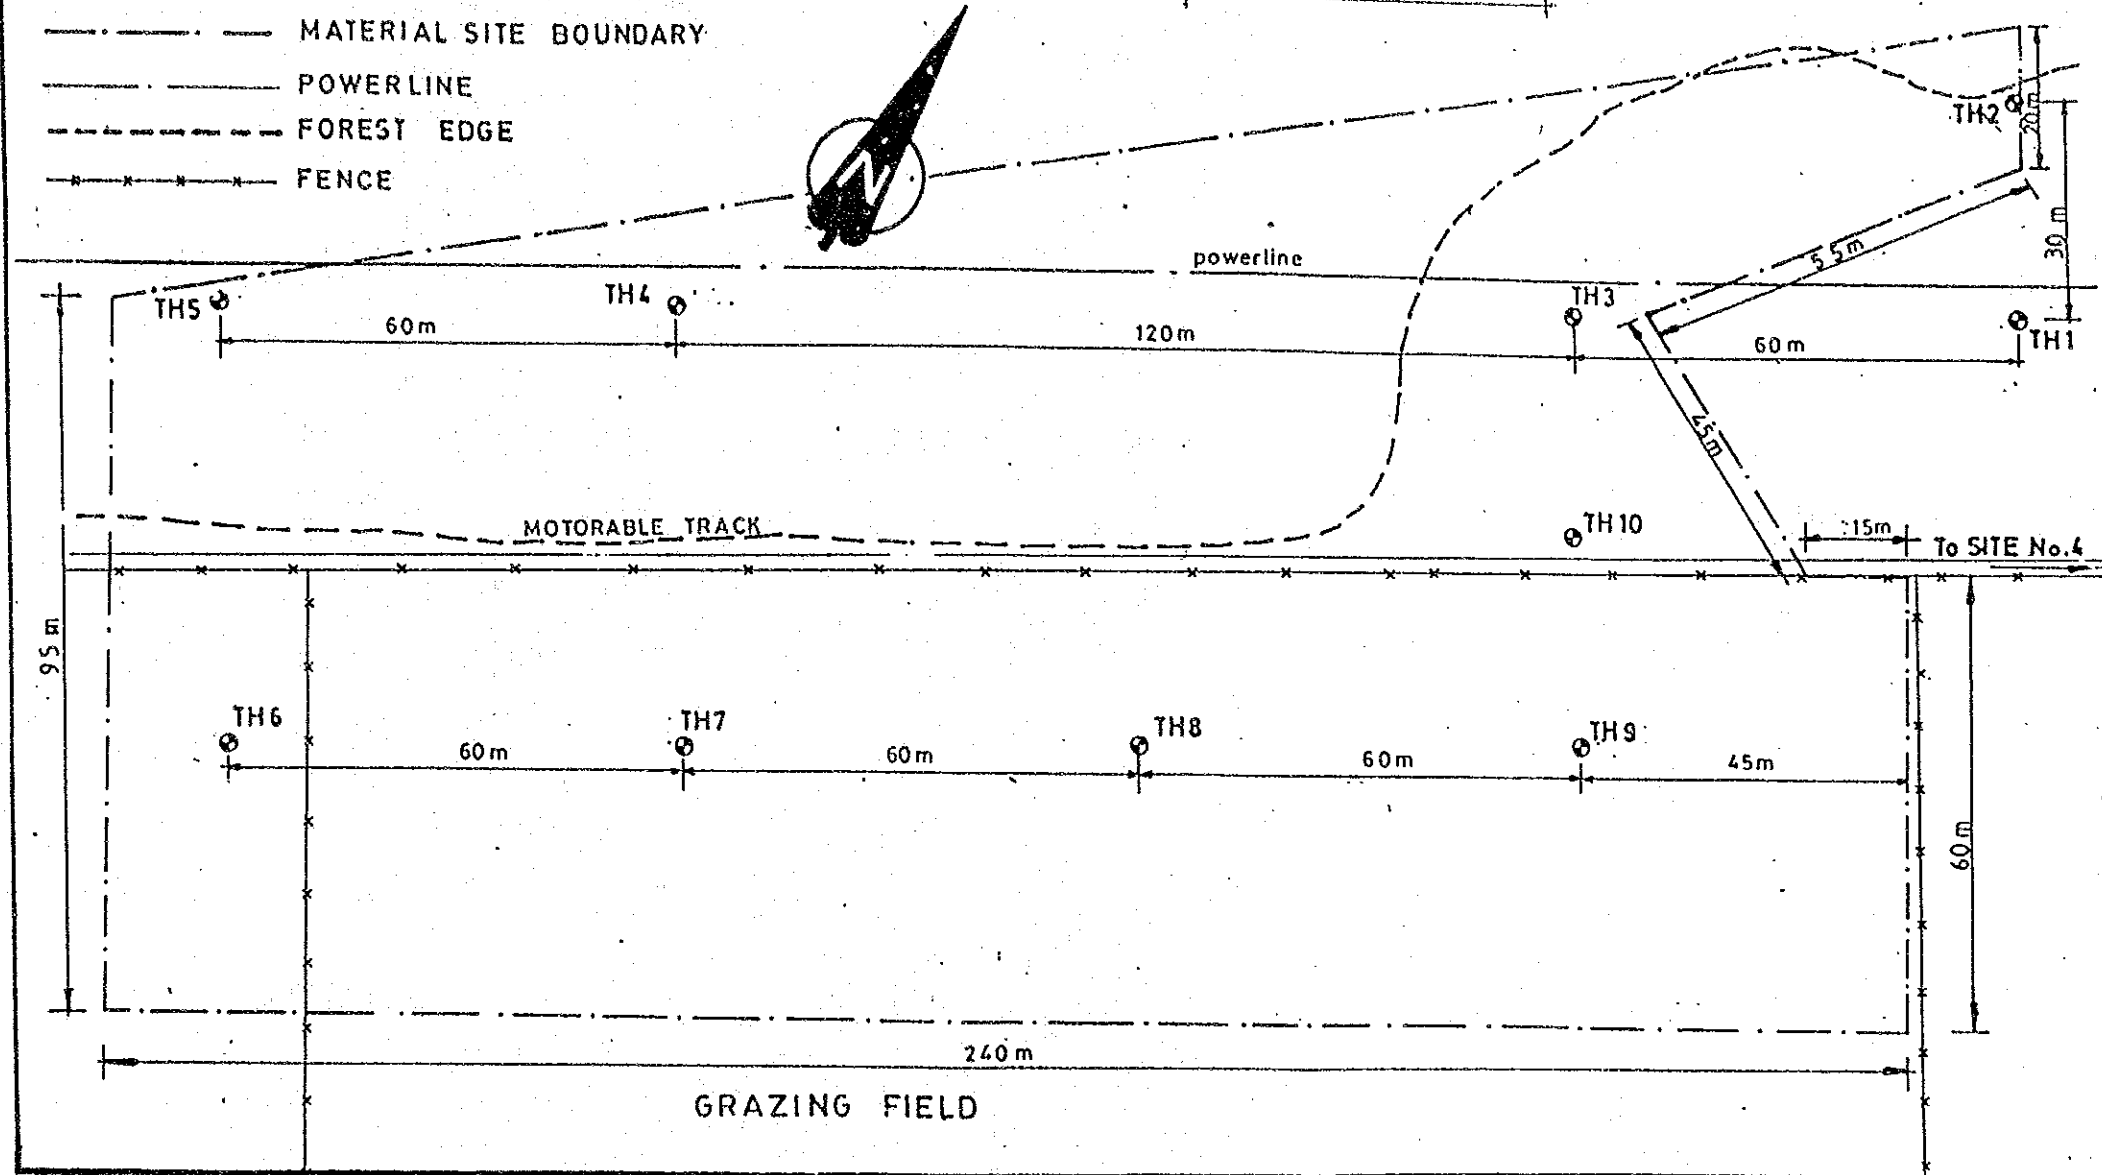 MATERIAL SITE BOUNDARY
POWERLINE
FOREST EDGE
FENCE
N
TH2
20m
30 m
55m
powerline
TH5
TH4
TH3
TH1
60m
120m
60m
45m
MOTORABLE TRACK
TH10
15m
To SITE No.4
95m
TH6
TH7
TH8
TH9
60m
60m
60m
45m
60m
240m
GRAZING FIELD